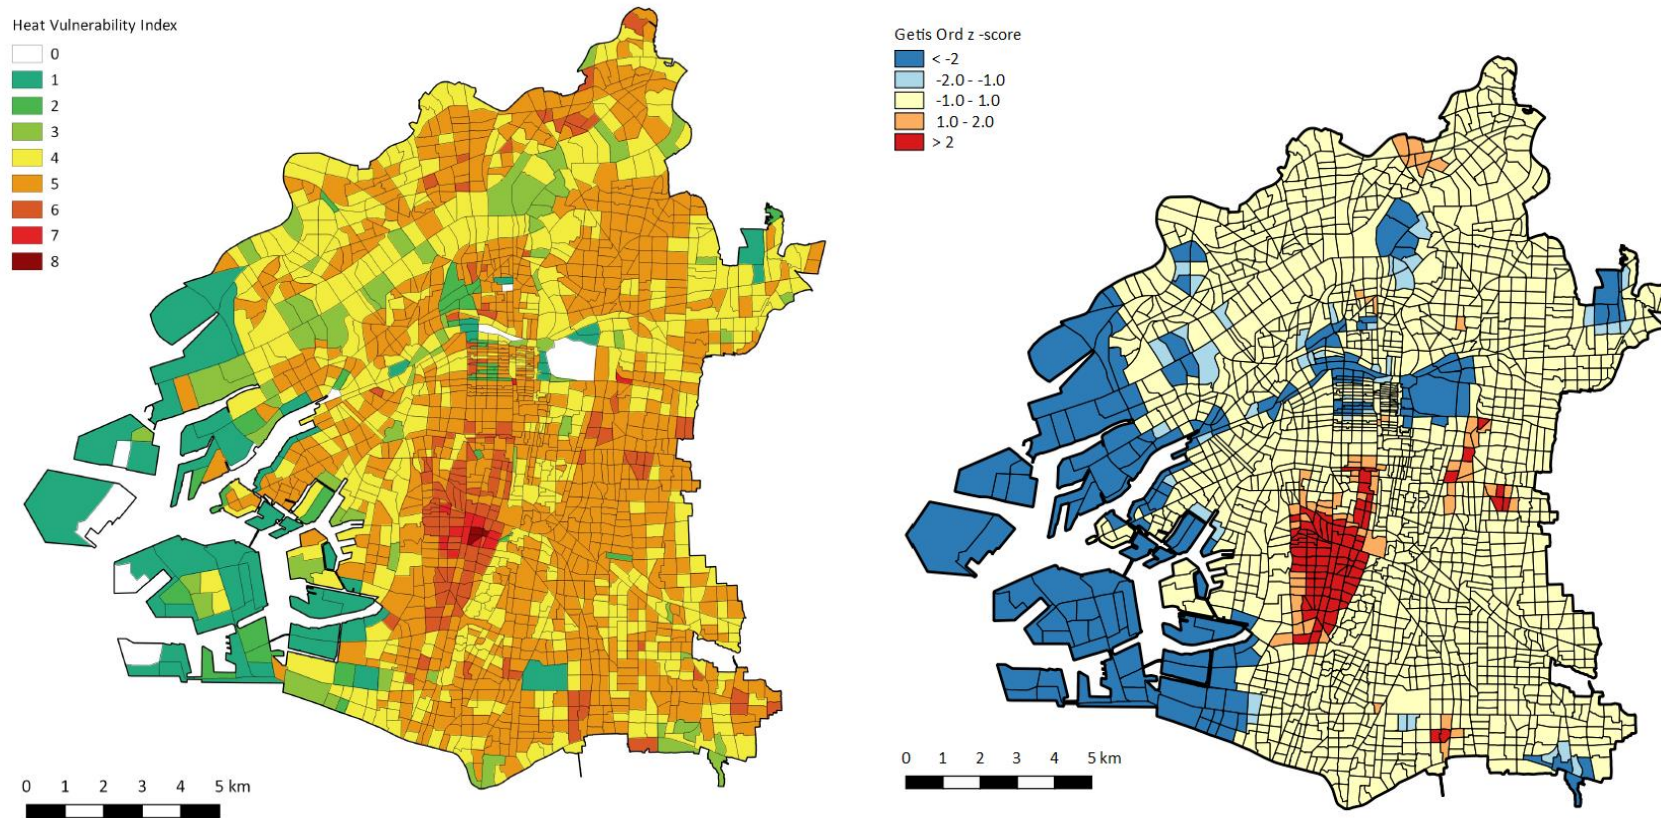 Heat Vulnerability Index
0
1
2
3
4
5
6
7
8
0 1 2 3 4 5 km
Getis Ord z -score
< -2
-2.0 - -1.0
-1.0 - 1.0
1.0 - 2.0
> 2
0 1 2 3 4 5 km